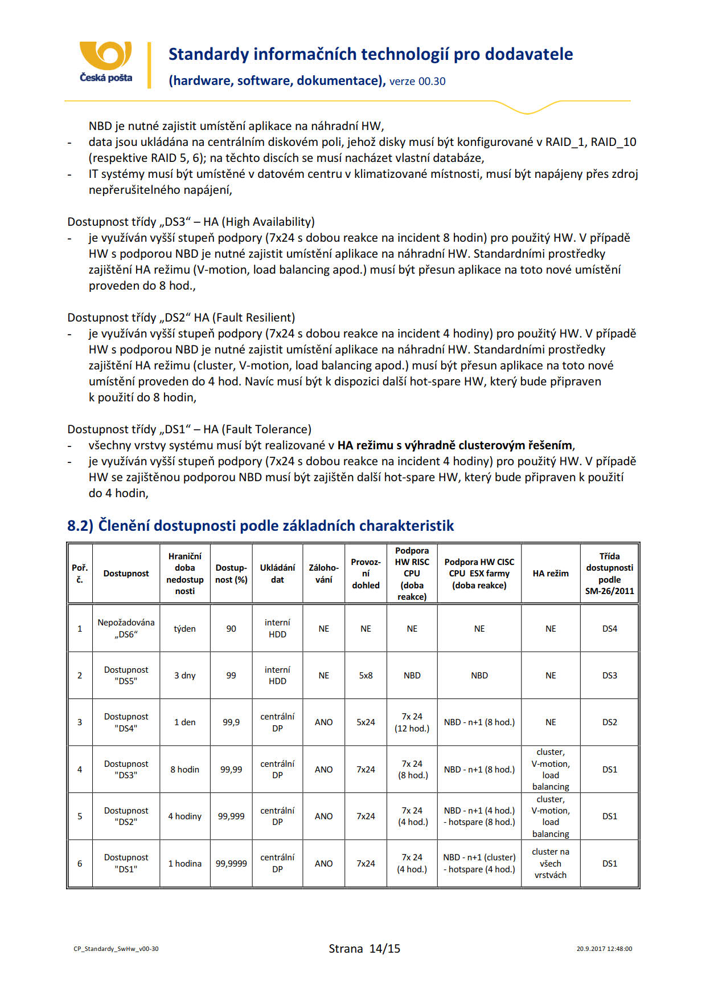 Česká pošta
Standardy informačních technologií pro dodavatele
(hardware, software, dokumentace), verze 00.30
NBD je nutné zajistit umístění aplikace na náhradní HW,
- data jsou ukládána na centrálním diskovém poli, jehož disky musí být konfigurované v RAID_1, RAID_10
(respektive RAID 5, 6); na těchto discích se musí nacházet vlastní databáze,
- IT systémy musí být umístěné v datovém centru v klimatizované místnosti, musí být napájeny přes zdroj
nepřerušitelného napájení,
Dostupnost třídy „DS3“ – HA (High Availability)
- je využíván vyšší stupeň podpory (7x24 s dobou reakce na incident 8 hodin) pro použitý HW. V případě
HW s podporou NBD je nutné zajistit umístění aplikace na náhradní HW. Standardními prostředky
zajištění HA režimu (V-motion, load balancing apod.) musí být přesun aplikace na toto nové umístění
proveden do 8 hod.,
Dostupnost třídy „DS2“ HA (Fault Resilient)
- je využíván vyšší stupeň podpory (7x24 s dobou reakce na incident 4 hodiny) pro použitý HW. V případě
HW s podporou NBD je nutné zajistit umístění aplikace na náhradní HW. Standardními prostředky
zajištění HA režimu (cluster, V-motion, load balancing apod.) musí být přesun aplikace na toto nové
umístění proveden do 4 hod. Navíc musí být k dispozici další hot-spare HW, který bude připraven
k použití do 8 hodin,
Dostupnost třídy „DS1“ – HA (Fault Tolerance)
- všechny vrstvy systému musí být realizované v HA režimu s výhradně clusterovým řešením,
- je využíván vyšší stupeň podpory (7x24 s dobou reakce na incident 4 hodiny) pro použitý HW. V případě
HW se zajištěnou podporou NBD musí být zajištěn další hot-spare HW, který bude připraven k použití
do 4 hodin,
8.2) Členění dostupnosti podle základních charakteristik
Poř.
č.
Dostupnost
Hraniční
doba
nedostup
nosti
Dostup-
nost (%)
Ukládání
dat
Záloho-
vání
Provoz-
ní
dohled
Podpora
HW RISC
CPU
(doba
reakce)
Podpora HW CISC
CPU ESX farmy
(doba reakce)
HA režim
Třída
dostupnosti
podle
SM-26/2011
1
Nepožadována
„DS6“
týden
90
interní
HDD
NE
NE
NE
NE
NE
DS4
2
Dostupnost
"DS5"
3 dny
99
interní
HDD
NE
5x8
NBD
NBD
NE
DS3
3
Dostupnost
"DS4"
1 den
99,9
centrální
DP
ANO
5x24
7x 24
(12 hod.)
NBD - n+1 (8 hod.)
NE
DS2
4
Dostupnost
"DS3"
8 hodin
99,99
centrální
DP
ANO
7x24
7x 24
(8 hod.)
NBD - n+1 (8 hod.)
cluster,
V-motion,
load
balancing
DS1
5
Dostupnost
"DS2"
4 hodiny
99,999
centrální
DP
ANO
7x24
7x 24
(4 hod.)
NBD - n+1 (4 hod.)
- hotspare (8 hod.)
cluster,
V-motion,
load
balancing
DS1
6
Dostupnost
"DS1"
1 hodina
99,9999
centrální
DP
ANO
7x24
7x 24
(4 hod.)
NBD - n+1 (cluster)
- hotspare (4 hod.)
cluster na
všech
vrstvách
DS1
CP_Standardy_SwHw_v00-30
Strana 14/15
20.9.2017 12:48:00